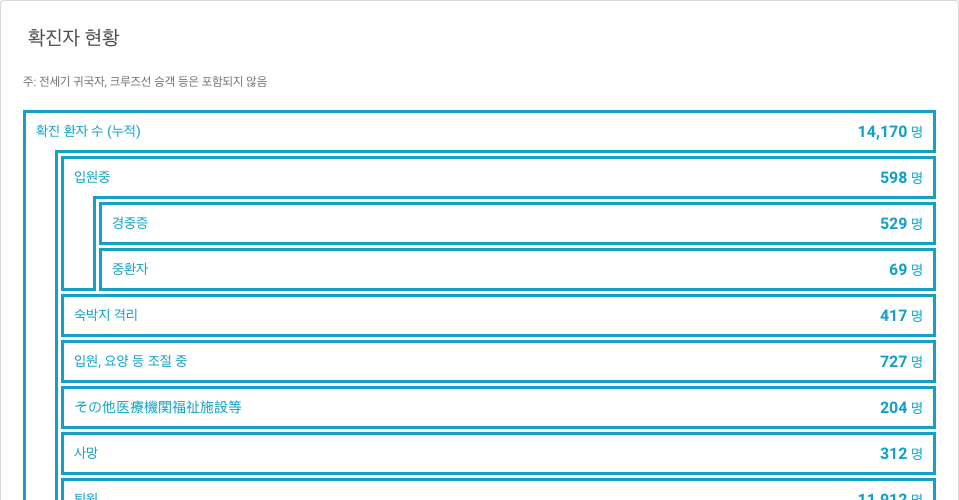 확진자 현황
주: 전세기 귀국자, 크루즈선 승객 등은 포함되지 않음
확진 환자 수 (누적) 14,170 명
입원중 598 명
경중증 529 명
중환자 69 명
숙박지 격리 417 명
입원, 요양 등 조절 중 727 명
その他医療機関福祉施設等 204 명
사망 312 명
퇴원 11,912 명